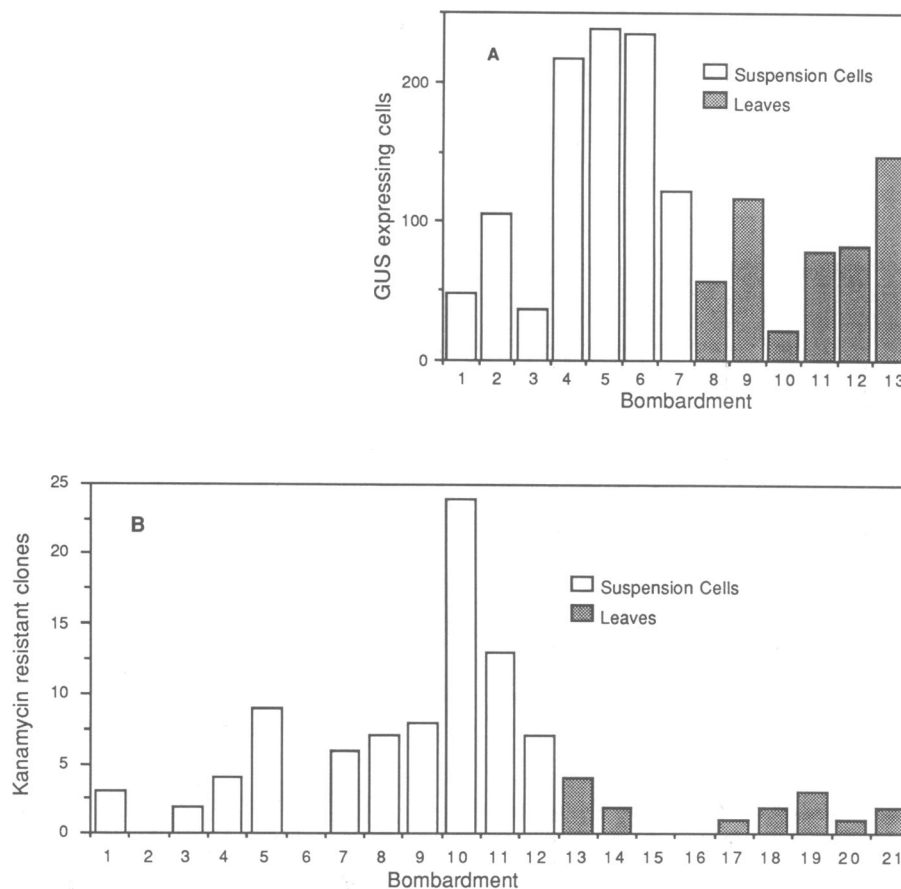 A
GUS expressing cells
200
100
0
Suspension Cells
Leaves
1 2 3 4 5 6 7 8 9 10 11 12 13
Bombardment
B
Kanamycin resistant clones
25
20
15
10
5
0
Suspension Cells
Leaves
1 2 3 4 5 6 7 8 9 10 11 12 13 14 15 16 17 18 19 20 21
Bombardment